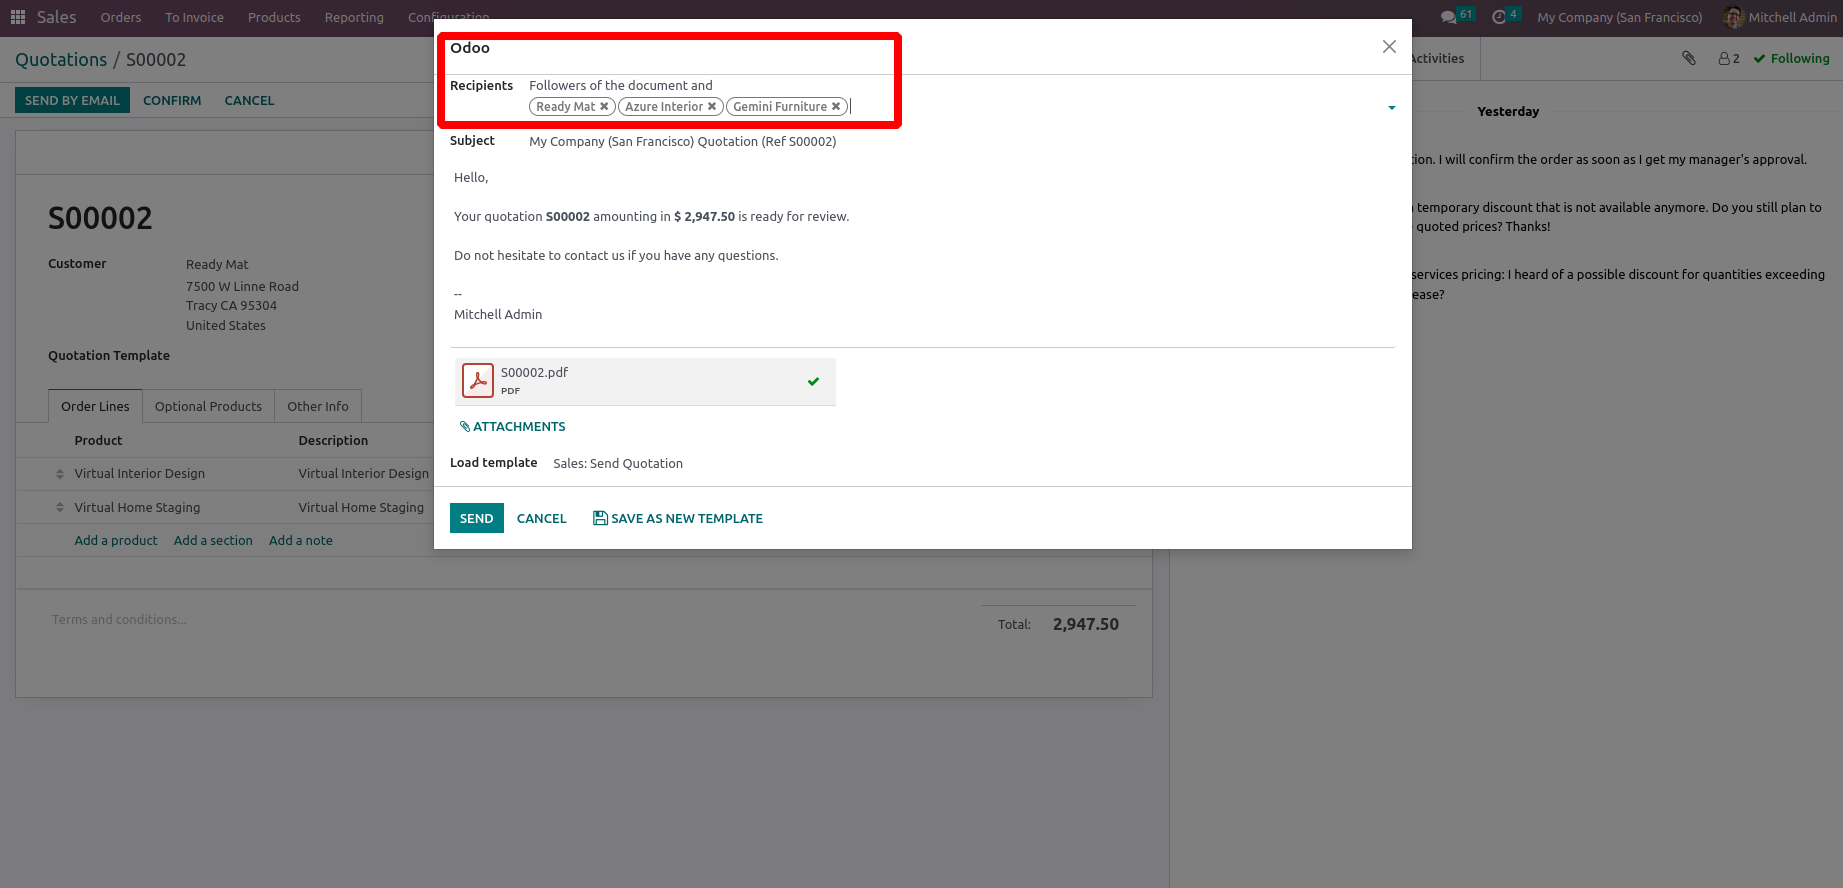 Sales Orders To Invoice Products Reporting Configuration 61 4 My Company (San Francisco) Mitchell Admin
Quotations / S00002
SEND BY EMAIL CONFIRM CANCEL
Activities 2 Following
Odoo
Recipients Followers of the document and
Ready Mat ✖ Azure Interior ✖ Gemini Furniture ✖
Subject My Company (San Francisco) Quotation (Ref S00002)
Hello,
Your quotation S00002 amounting in $ 2,947.50 is ready for review.
Do not hesitate to contact us if you have any questions.
--
Mitchell Admin
S00002.pdf
PDF
ATTACHMENTS
Load template Sales: Send Quotation
SEND CANCEL SAVE AS NEW TEMPLATE
S00002
Customer Ready Mat
7500 W Linne Road
Tracy CA 95304
United States
Quotation Template
Order Lines Optional Products Other Info
Product Description
Virtual Interior Design Virtual Interior Design
Virtual Home Staging Virtual Home Staging
Add a product Add a section Add a note
Terms and conditions...
Total: 2,947.50
Yesterday
tion. I will confirm the order as soon as I get my manager's approval.
temporary discount that is not available anymore. Do you still plan to
quoted prices? Thanks!
services pricing: I heard of a possible discount for quantities exceeding
ease?